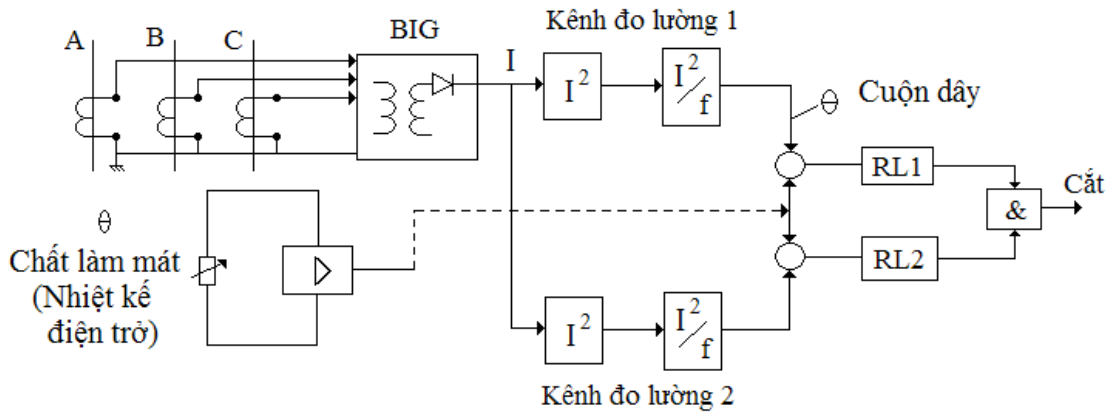 Kênh đo lường 1
A
B
C
BIG
I
I²
I²/f
θ
Cuộn dây
RL1
&
Cắt
RL2
θ
Chất làm mát
(Nhiệt kế
điện trở)
I²
I²/f
Kênh đo lường 2